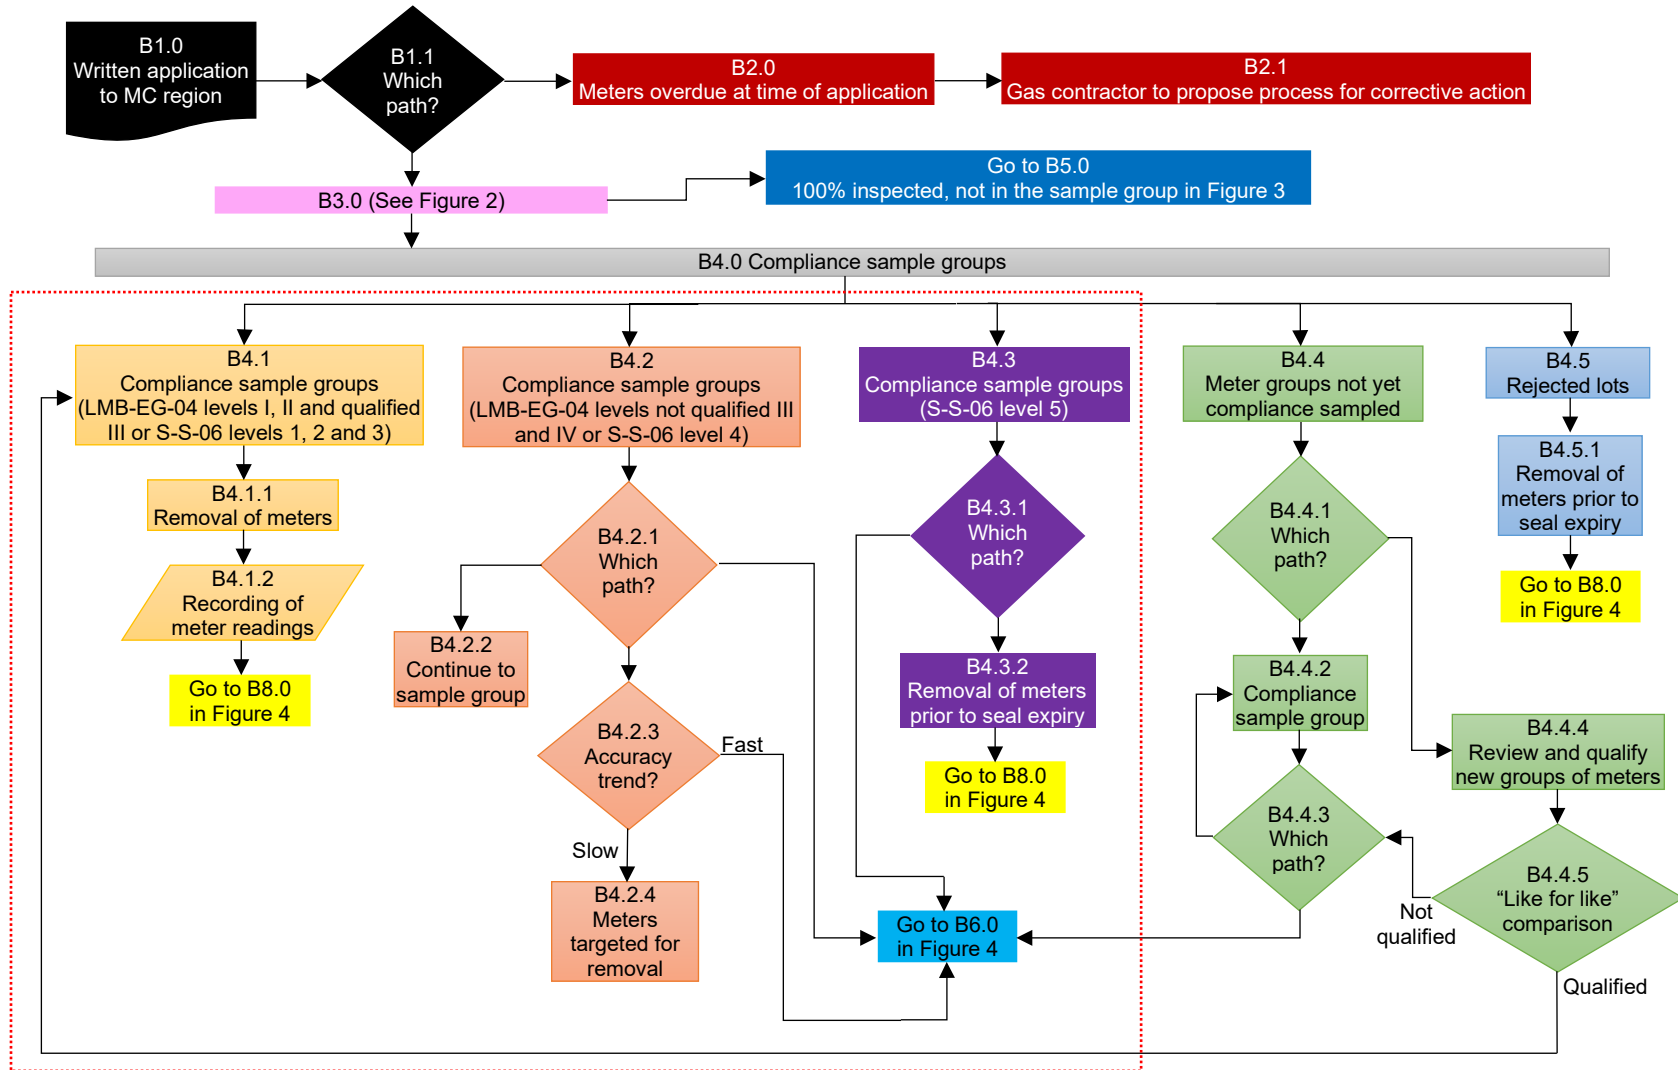 B1.0
Written application
to MC region
B1.1
Which
path?
B2.0
Meters overdue at time of application
B2.1
Gas contractor to propose process for corrective action
B3.0 (See Figure 2)
Go to B5.0
100% inspected, not in the sample group in Figure 3
B4.0 Compliance sample groups
B4.1
Compliance sample groups
(LMB-EG-04 levels I, II and qualified
III or S-S-06 levels 1, 2 and 3)
B4.1.1
Removal of meters
B4.1.2
Recording of
meter readings
Go to B8.0
in Figure 4
B4.2
Compliance sample groups
(LMB-EG-04 levels not qualified III
and IV or S-S-06 level 4)
B4.2.1
Which
path?
B4.2.2
Continue to
sample group
B4.2.3
Accuracy
trend?
Fast
Slow
B4.2.4
Meters
targeted for
removal
B4.3
Compliance sample groups
(S-S-06 level 5)
B4.3.1
Which
path?
B4.3.2
Removal of meters
prior to seal expiry
Go to B8.0
in Figure 4
Go to B6.0
in Figure 4
B4.4
Meter groups not yet
compliance sampled
B4.4.1
Which
path?
B4.4.2
Compliance
sample group
B4.4.3
Which
path?
B4.4.4
Review and qualify
new groups of meters
B4.4.5
“Like for like”
comparison
Not
qualified
Qualified
B4.5
Rejected lots
B4.5.1
Removal of
meters prior to
seal expiry
Go to B8.0
in Figure 4